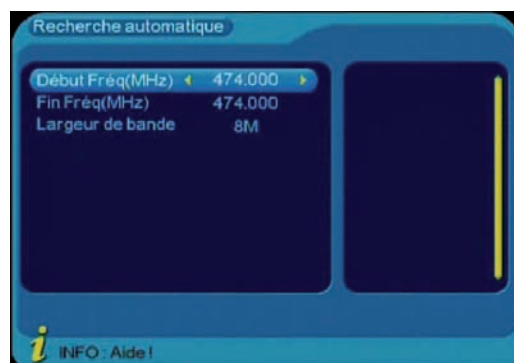 Recherche automatique
Début Fréq(MHz) 474.000
Fin Fréq(MHz) 474.000
Largeur de bande 8M
i INFO : Aide !